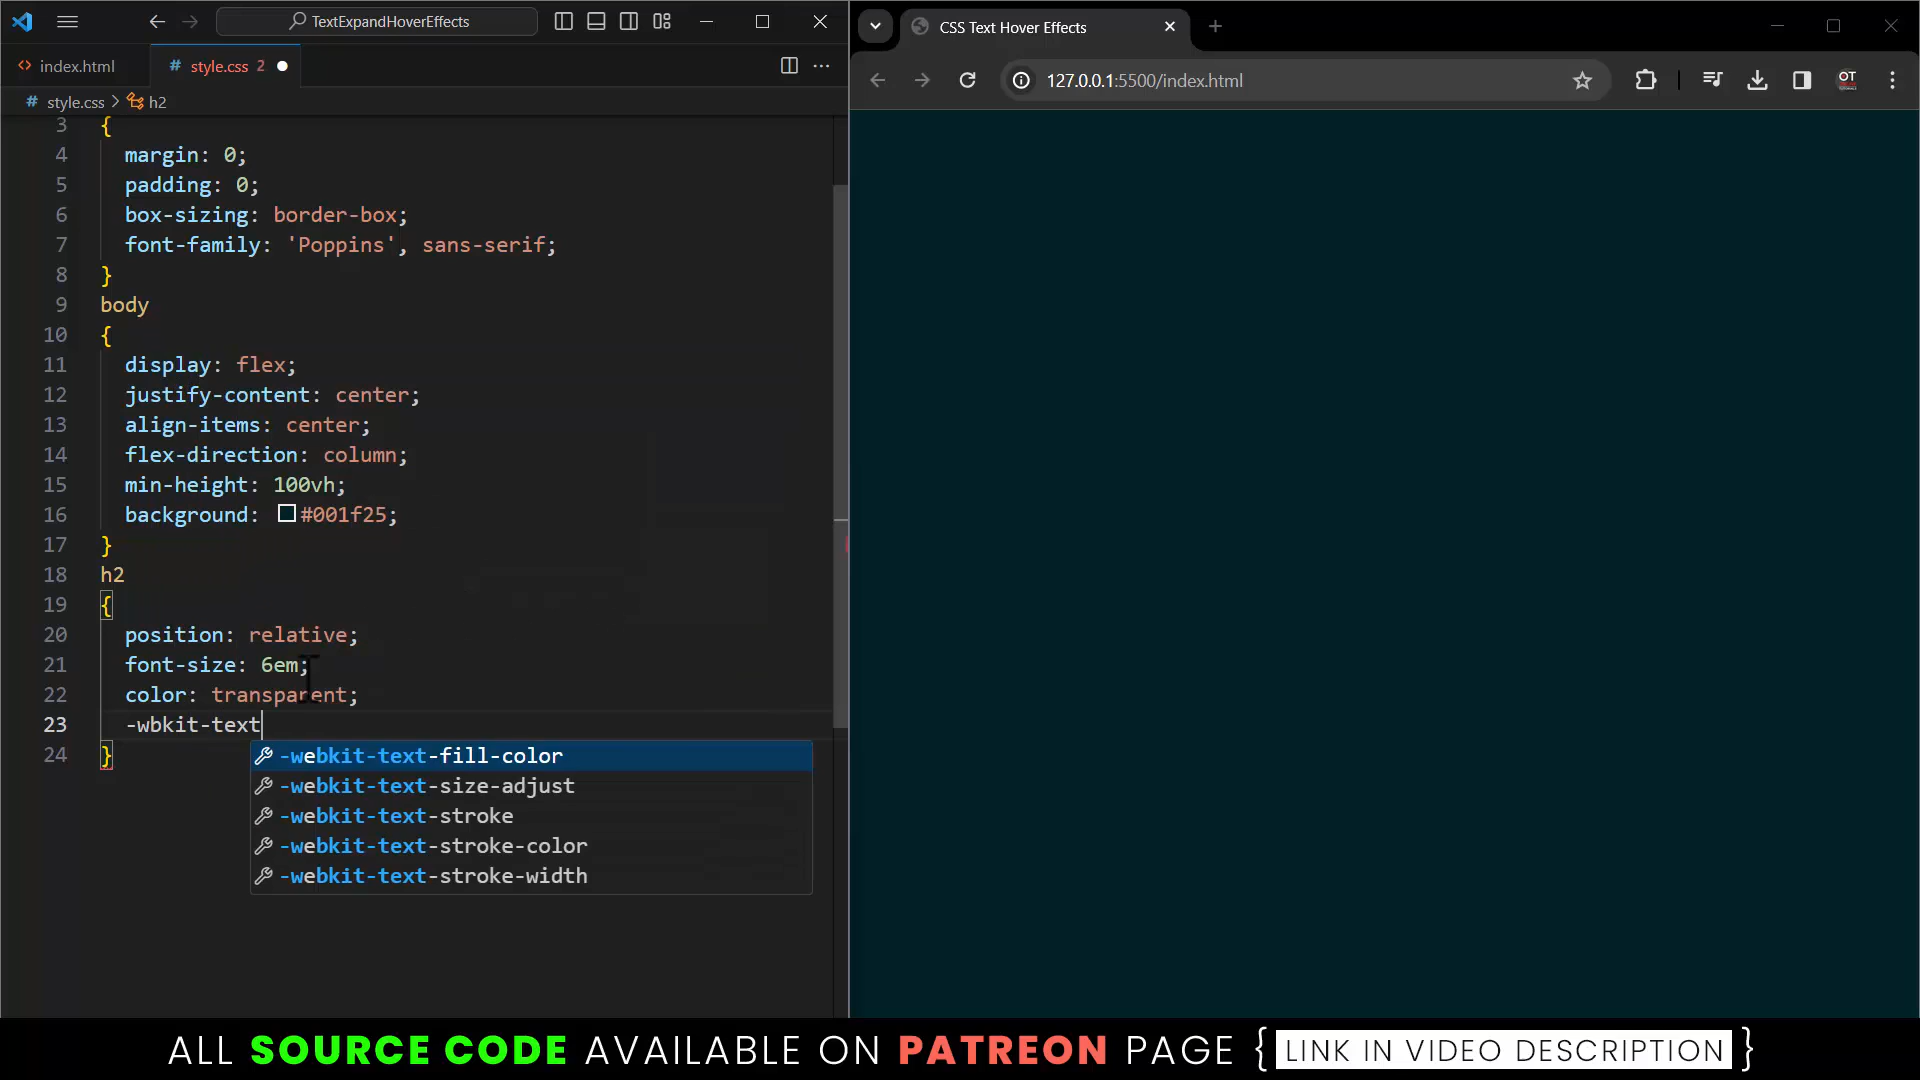 TextExpandHoverEffects
index.html
# style.css 2
# style.css > h2
3 {
4 margin: 0;
5 padding: 0;
6 box-sizing: border-box;
7 font-family: 'Poppins', sans-serif;
8 }
9 body
10 {
11 display: flex;
12 justify-content: center;
13 align-items: center;
14 flex-direction: column;
15 min-height: 100vh;
16 background: #001f25;
17 }
18 h2
19 {
20 position: relative;
21 font-size: 6em;
22 color: transparent;
23 -wbkit-text
24 }
-webkit-text-fill-color
-webkit-text-size-adjust
-webkit-text-stroke
-webkit-text-stroke-color
-webkit-text-stroke-width
CSS Text Hover Effects
127.0.0.1:5500/index.html
OT
ALL SOURCE CODE AVAILABLE ON PATREON PAGE { LINK IN VIDEO DESCRIPTION }